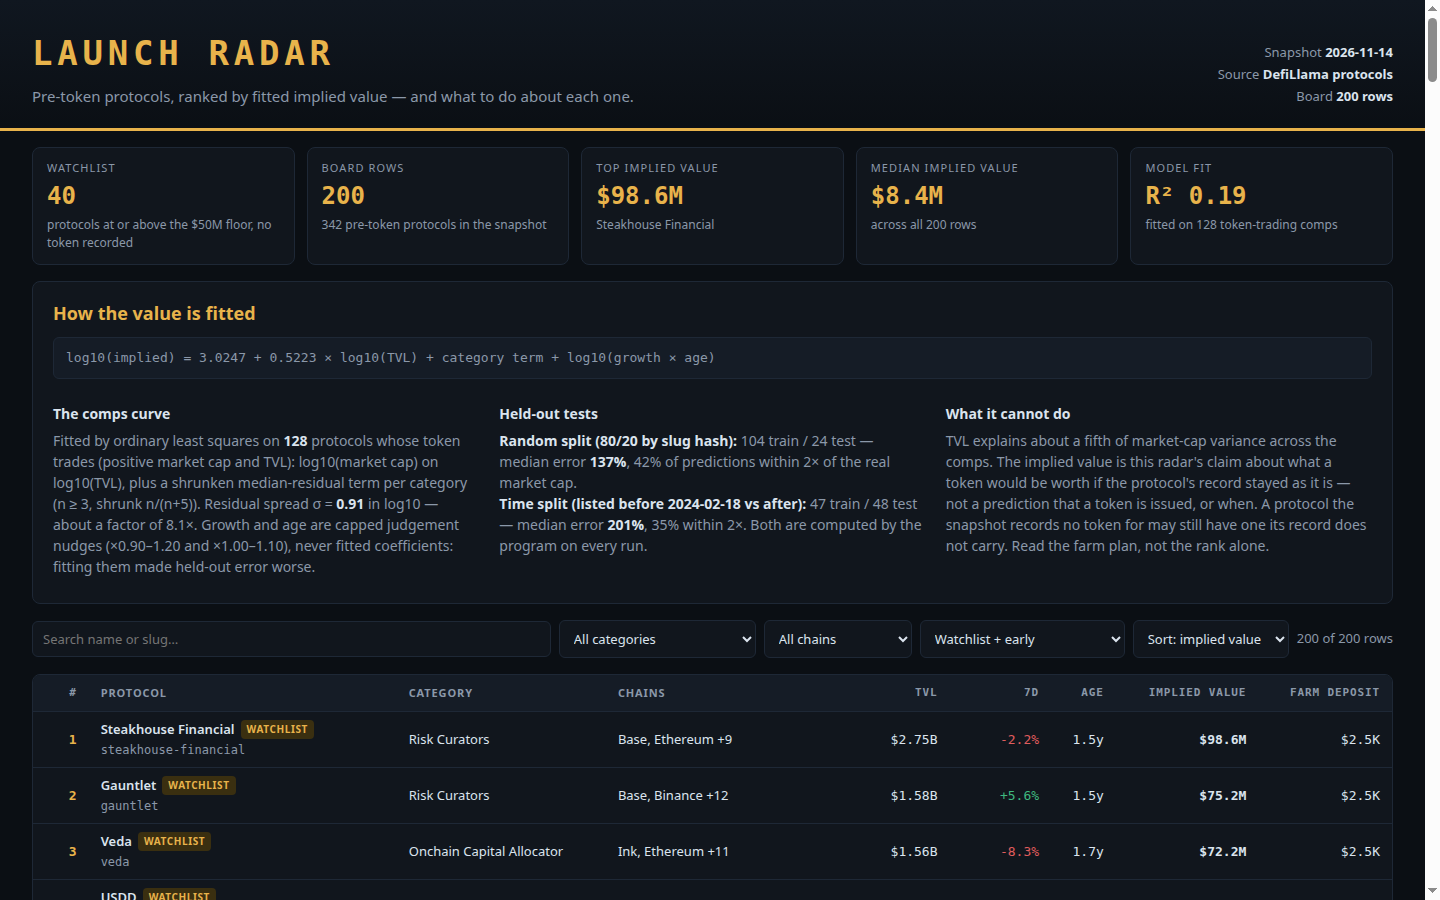 LAUNCH RADAR
Pre-token protocols, ranked by fitted implied value — and what to do about each one.
Snapshot 2026-11-14
Source DefiLlama protocols
Board 200 rows
WATCHLIST
40
protocols at or above the $50M floor, no
token recorded
BOARD ROWS
200
342 pre-token protocols in the snapshot
TOP IMPLIED VALUE
$98.6M
Steakhouse Financial
MEDIAN IMPLIED VALUE
$8.4M
across all 200 rows
MODEL FIT
R² 0.19
fitted on 128 token-trading comps
How the value is fitted
log10(implied) = 3.0247 + 0.5223 × log10(TVL) + category term + log10(growth × age)
The comps curve
Fitted by ordinary least squares on 128 protocols whose token
trades (positive market cap and TVL): log10(market cap) on
log10(TVL), plus a shrunken median-residual term per category
(n ≥ 3, shrunk n/(n+5)). Residual spread σ = 0.91 in log10 —
about a factor of 8.1×. Growth and age are capped judgement
nudges (×0.90–1.20 and ×1.00–1.10), never fitted coefficients:
fitting them made held-out error worse.
Held-out tests
Random split (80/20 by slug hash): 104 train / 24 test —
median error 137%, 42% of predictions within 2× of the real
market cap.
Time split (listed before 2024-02-18 vs after): 47 train / 48 test
— median error 201%, 35% within 2×. Both are computed by the
program on every run.
What it cannot do
TVL explains about a fifth of market-cap variance across the
comps. The implied value is this radar's claim about what a
token would be worth if the protocol's record stayed as it is —
not a prediction that a token is issued, or when. A protocol the
snapshot records no token for may still have one its record does
not carry. Read the farm plan, not the rank alone.
Search name or slug...
All categories
All chains
Watchlist + early
Sort: implied value
200 of 200 rows
# PROTOCOL CATEGORY CHAINS TVL 7D AGE IMPLIED VALUE FARM DEPOSIT
1 Steakhouse Financial WATCHLIST Risk Curators Base, Ethereum +9 $2.75B -2.2% 1.5y $98.6M $2.5K
steakhouse-financial
2 Gauntlet WATCHLIST Risk Curators Base, Binance +12 $1.58B +5.6% 1.5y $75.2M $2.5K
gauntlet
3 Veda WATCHLIST Onchain Capital Allocator Ink, Ethereum +11 $1.56B -8.3% 1.7y $72.2M $2.5K
veda
USDD WATCHLIST